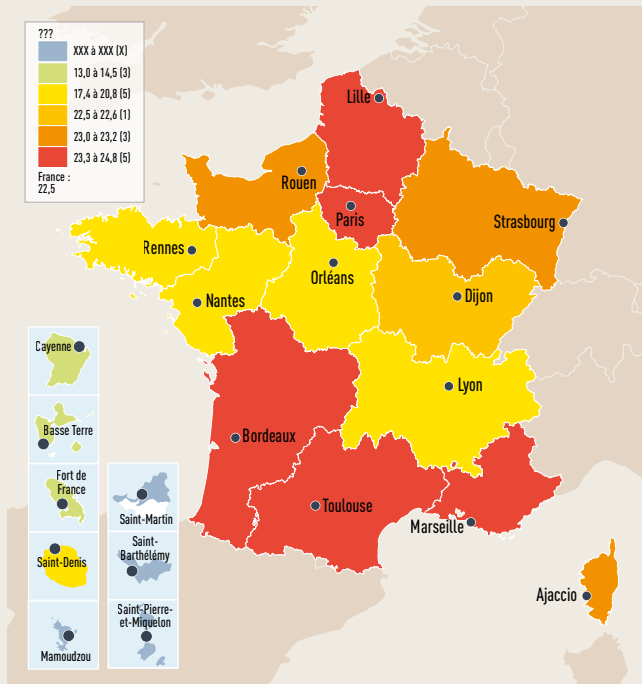 ???
XXX à XXX (X)
13,0 à 14,5 (3)
17,4 à 20,8 (5)
22,5 à 22,6 (1)
23,0 à 23,2 (3)
23,3 à 24,8 (5)
France :
22,5
Lille
Rouen
Paris
Strasbourg
Rennes
Orléans
Nantes
Dijon
Cayenne
Lyon
Basse Terre
Bordeaux
Fort de
France
Saint-Martin
Toulouse
Marseille
Saint-Denis
Saint-
Barthélémy
Ajaccio
Saint-Pierre-
et-Miquelon
Mamoudzou